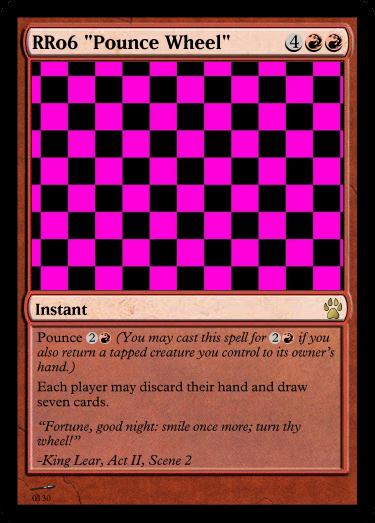 RRo6 "Pounce Wheel" 4
Instant
Pounce 2 (You may cast this spell for 2 if you
also return a tapped creature you control to its owner's
hand.)
Each player may discard their hand and draw
seven cards.
"Fortune, good night: smile once more; turn thy
wheel!"
-King Lear, Act II, Scene 2
0130